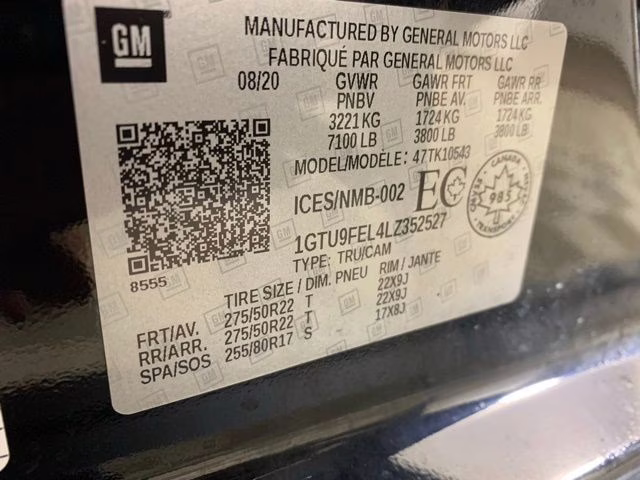 GM
MANUFACTURED BY GENERAL MOTORS LLC
FABRIQUÉ PAR GENERAL MOTORS LLC
08/20 GVWR GAWR FRT GAWR RR
PNBV PNBE AV. PNBE ARR.
3221 KG 1724 KG 1724 KG
7100 LB 3800 LB 3800 LB
MODEL/MODÈLE: 47TK10543
ICES/NMB-002 EC CANADA 985 TRANSPORT
1GTU9FEL4LZ352527
TYPE: TRU/CAM
8555
TIRE SIZE / DIM. PNEU RIM / JANTE
FRT/AV. 275/50R22 T 22X9J
RR/ARR. 275/50R22 T 22X9J
SPA/SOS 255/80R17 S 17X8J